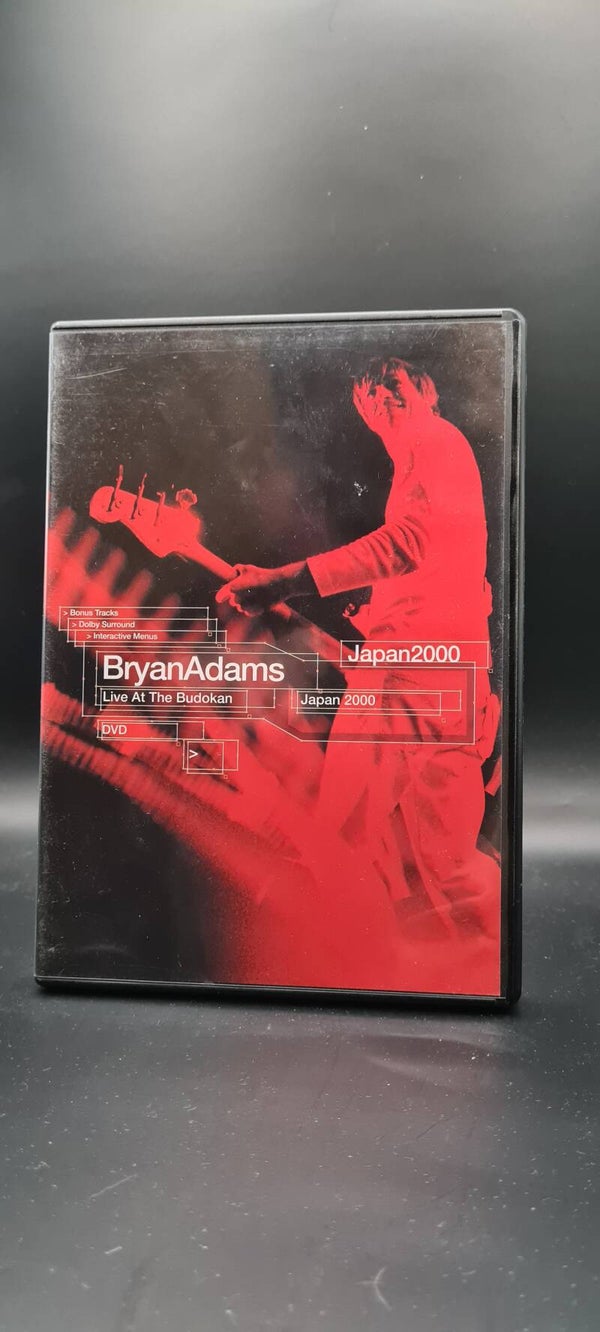 > Bonus Tracks
> Dolby Surround
> Interactive Menus
Japan2000
BryanAdams
Live At The Budokan
Japan 2000
DVD
>